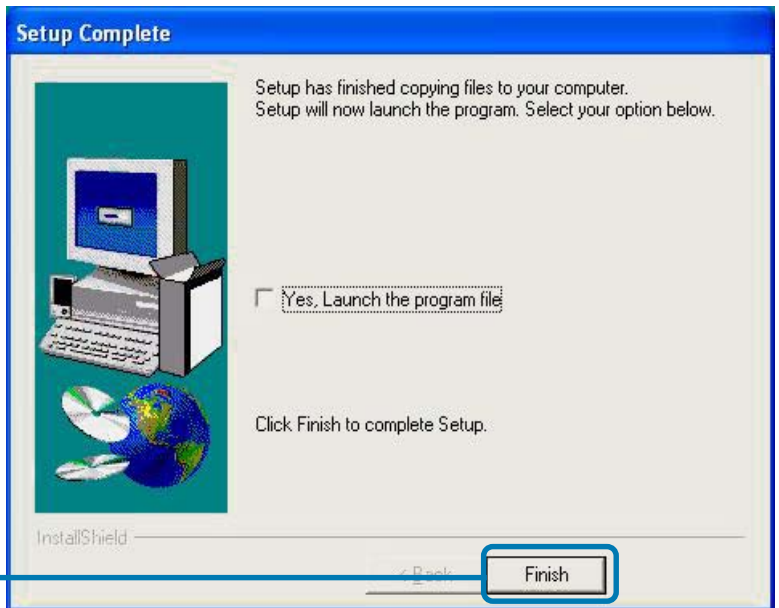 Setup Complete
Setup has finished copying files to your computer.
Setup will now launch the program. Select your option below.
Yes, Launch the program file
Click Finish to complete Setup.
InstallShield
< Back
Finish